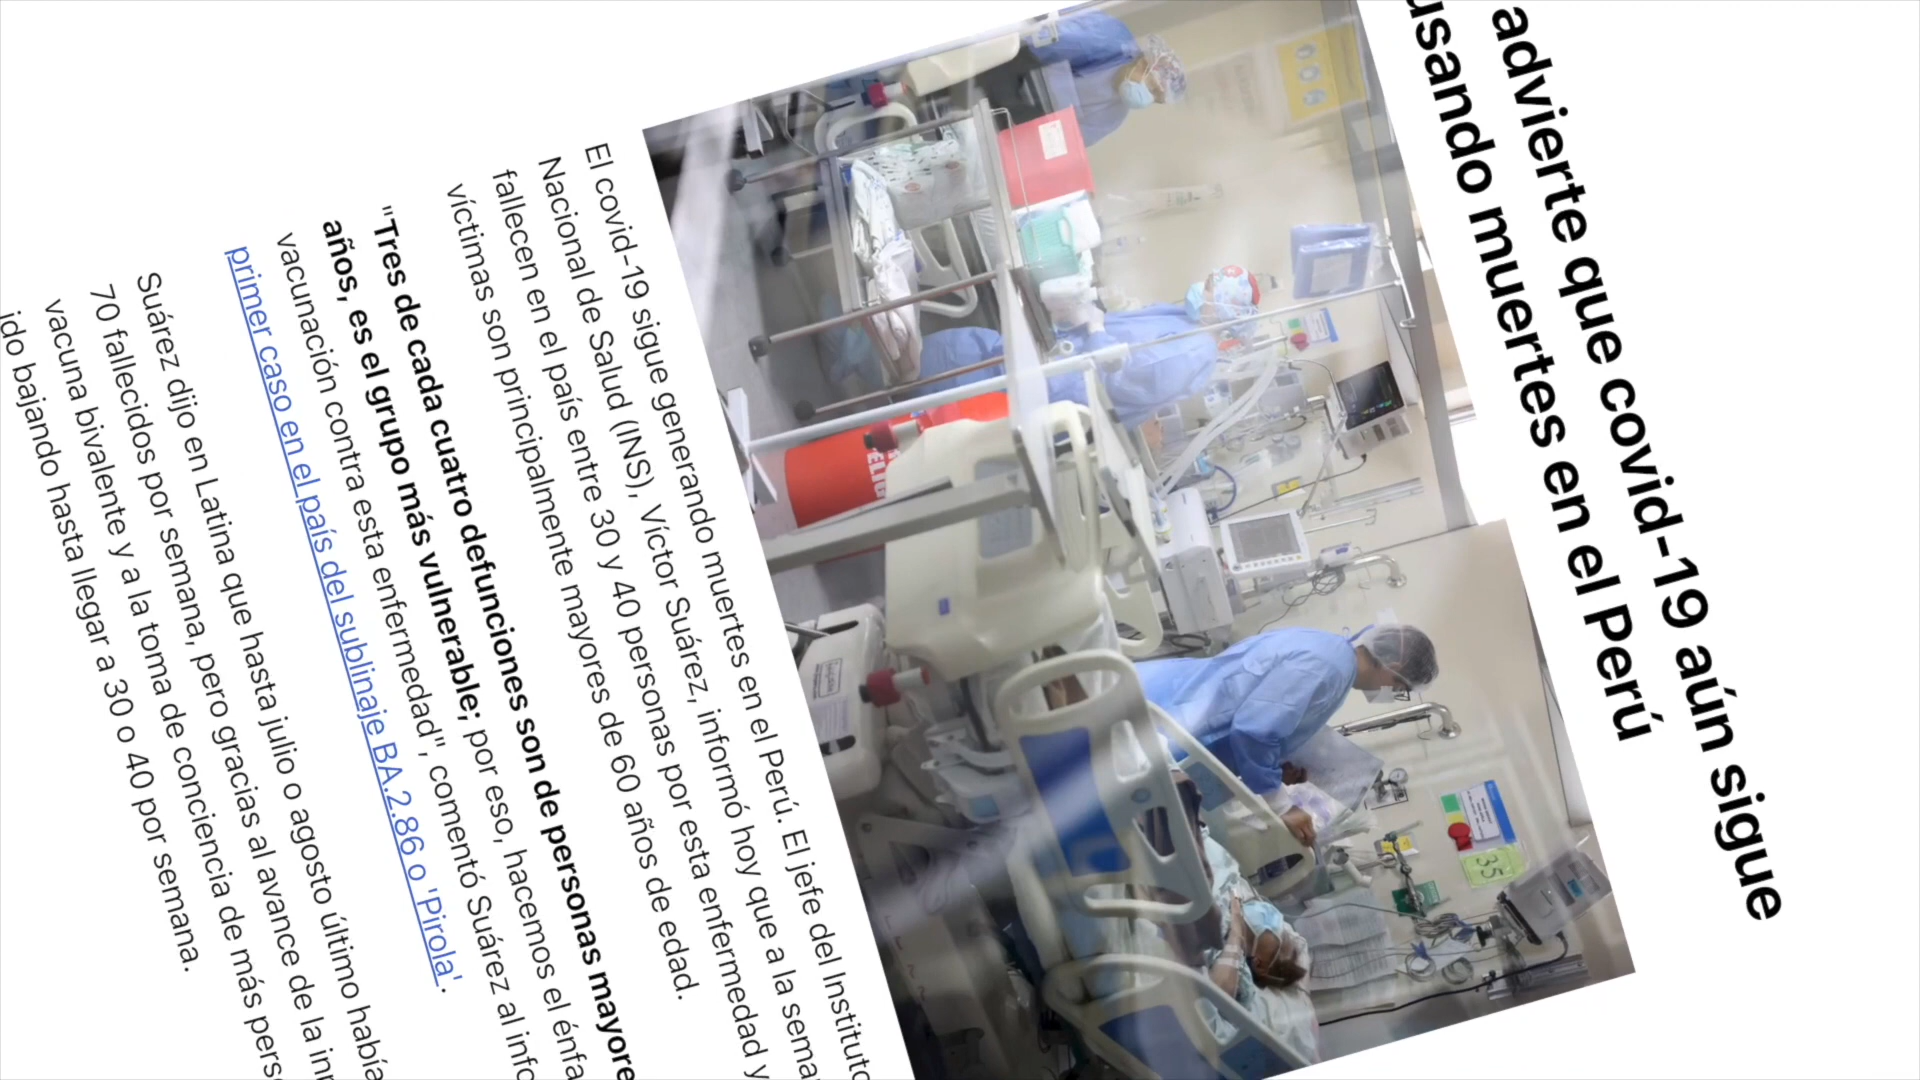 advierte que covid-19 aún sigue
usando muertes en el Perú
PELIG
35
El covid-19 sigue generando muertes en el Perú. El jefe del Instituto
Nacional de Salud (INS), Víctor Suárez, informó hoy que a la sema
fallecen en el país entre 30 y 40 personas por esta enfermedad y
víctimas son principalmente mayores de 60 años de edad.
"Tres de cada cuatro defunciones son de personas mayore
años, es el grupo más vulnerable; por eso, hacemos el énfa
vacunación contra esta enfermedad", comentó Suárez al info
primer caso en el país del sublinaje BA.2.86 o 'Pirola'.
Suárez dijo en Latina que hasta julio o agosto último había
70 fallecidos por semana, pero gracias al avance de la in
vacuna bivalente y a la toma de conciencia de más perso
ido bajando hasta llegar a 30 o 40 por semana.